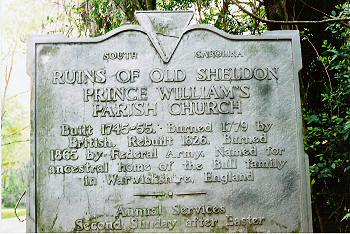 SOUTH CAROLINA
RUINS OF OLD SHELDON
PRINCE WILLIAM'S
PARISH CHURCH
Built 1745-55. Burned 1779 by
British. Rebuilt 1826. Burned
1865 by Federal Army. Named for
ancestral home of the Bull family
in Warwickshire, England
Annual Services
Second Sunday after Easter